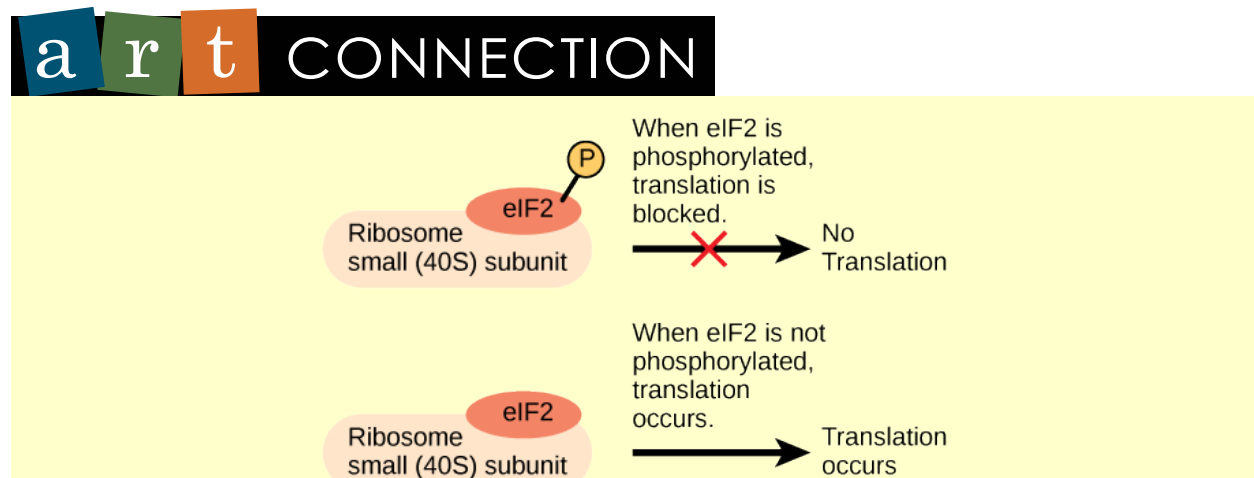 art CONNECTION
When eIF2 is
phosphorylated,
translation is
blocked.
P
eIF2
Ribosome
small (40S) subunit
No
Translation
When eIF2 is not
phosphorylated,
translation
occurs.
eIF2
Ribosome
small (40S) subunit
Translation
occurs